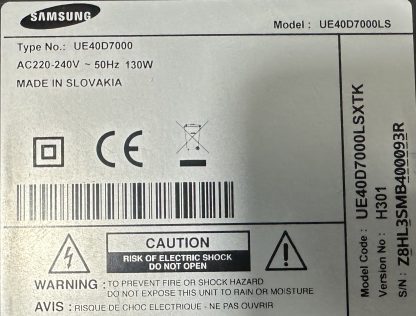 SAMSUNG
Model : UE40D7000LS
Type No.: UE40D7000
AC220-240V ~ 50Hz 130W
MADE IN SLOVAKIA
CE
CAUTION
RISK OF ELECTRIC SHOCK
DO NOT OPEN
WARNING : TO PREVENT FIRE OR SHOCK HAZARD
DO NOT EXPOSE THIS UNIT TO RAIN OR MOISTURE
AVIS : RISQUE DE CHOC ELECTRIQUE - NE PAS OUVRIR
Model Code : UE40D7000LSXTK
Version No : H301
S/N : Z8HL3SMB400093R